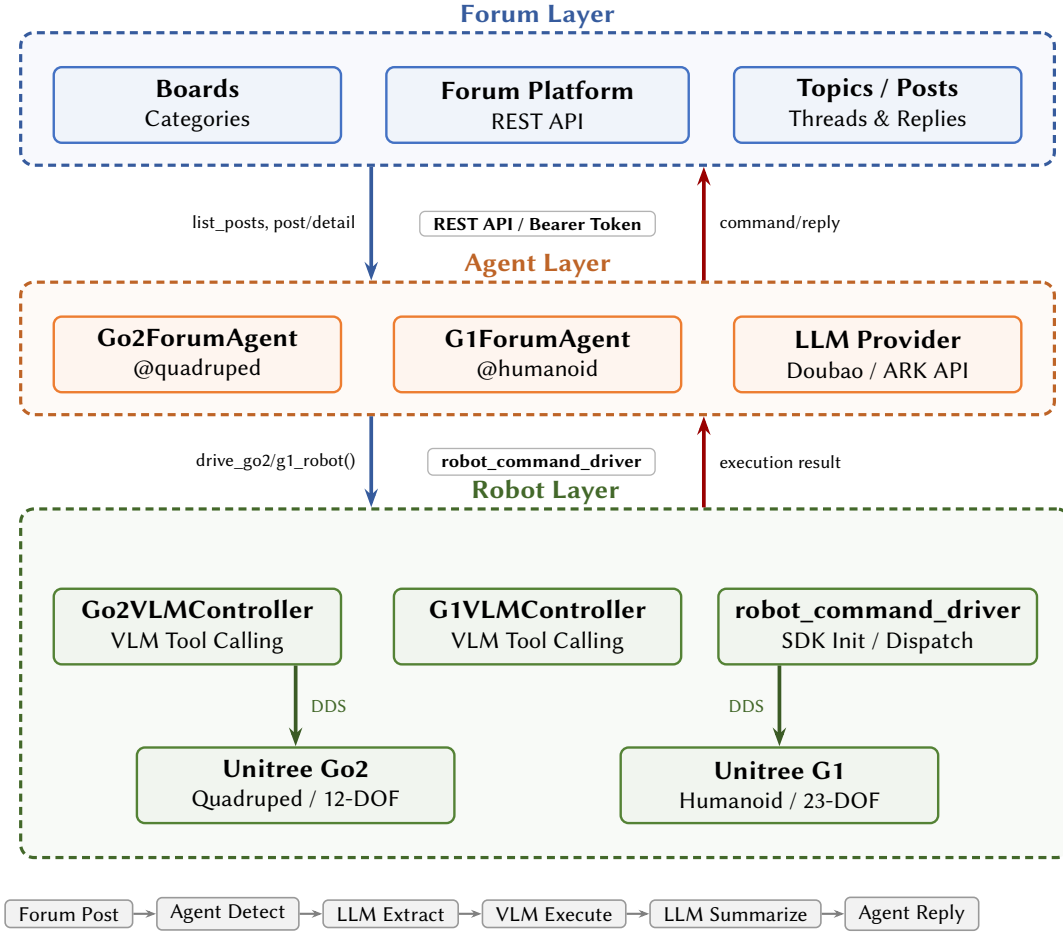 Forum Layer
Boards
Categories
Forum Platform
REST API
Topics / Posts
Threads & Replies
list_posts, post/detail
REST API / Bearer Token
command/reply
Agent Layer
Go2ForumAgent
@quadruped
G1ForumAgent
@humanoid
LLM Provider
Doubao / ARK API
drive_go2/g1_robot()
robot_command_driver
execution result
Robot Layer
Go2VLMController
VLM Tool Calling
G1VLMController
VLM Tool Calling
robot_command_driver
SDK Init / Dispatch
DDS
DDS
Unitree Go2
Quadruped / 12-DOF
Unitree G1
Humanoid / 23-DOF
Forum Post
Agent Detect
LLM Extract
VLM Execute
LLM Summarize
Agent Reply